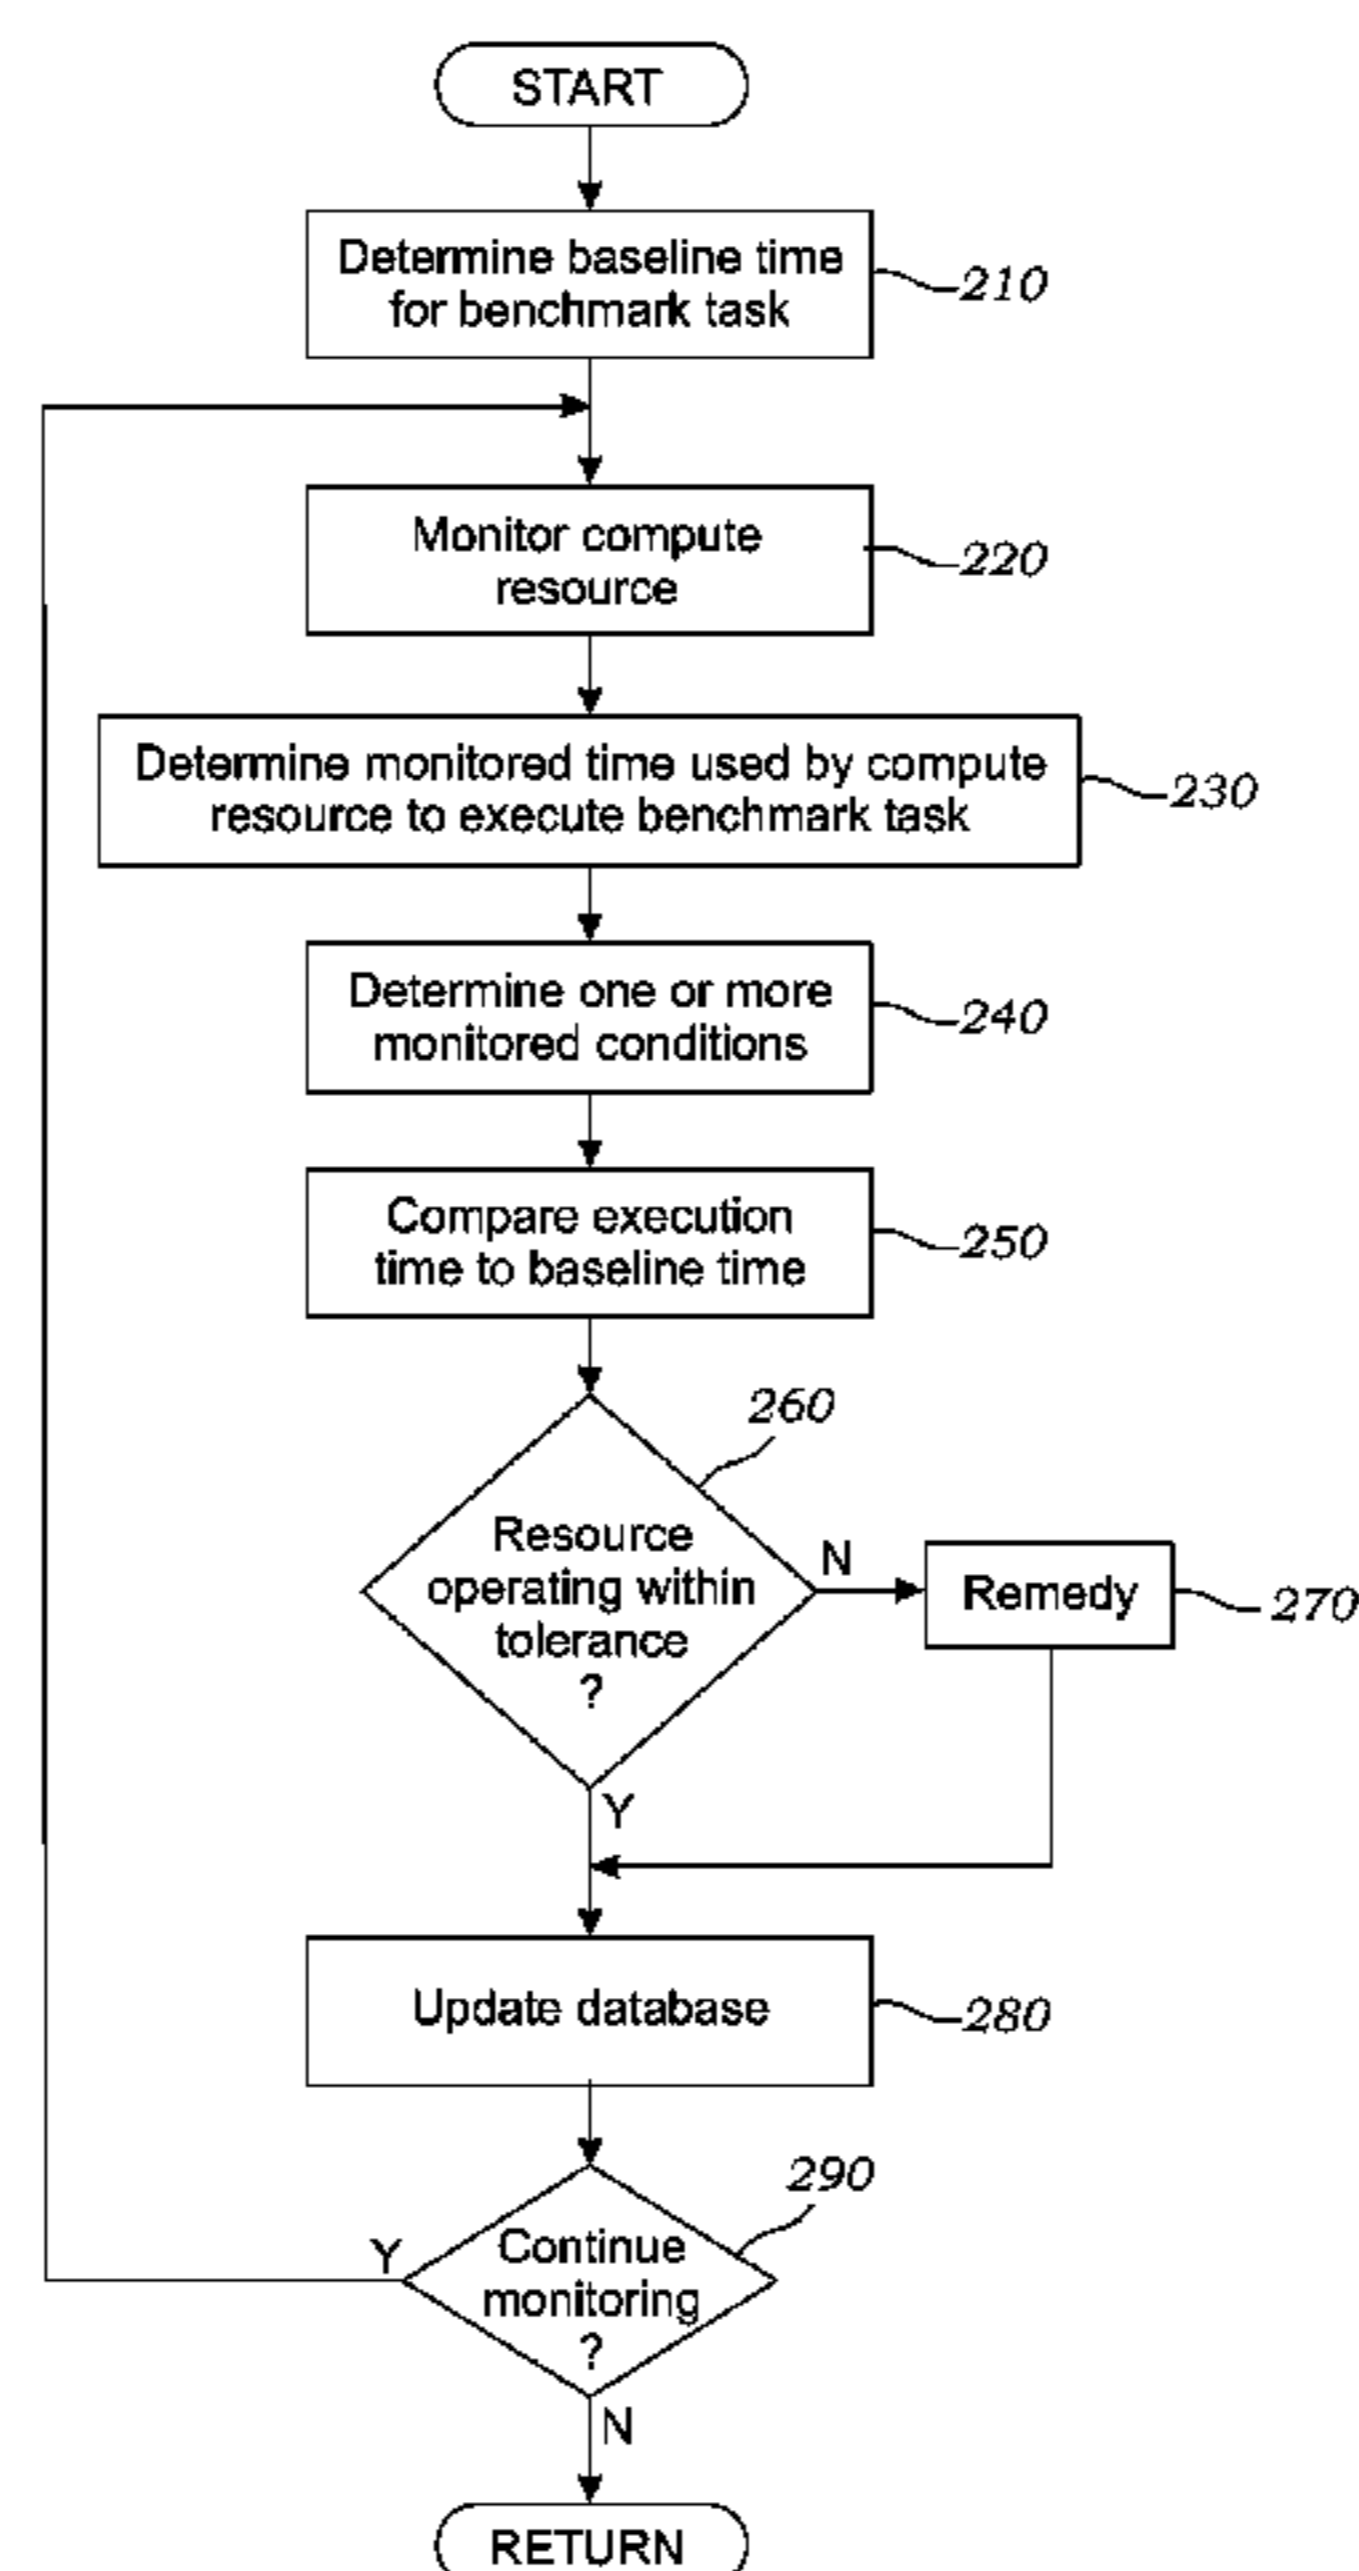 START
Determine baseline time
for benchmark task
210
Monitor compute
resource
220
Determine monitored time used by compute
resource to execute benchmark task
230
Determine one or more
monitored conditions
240
Compare execution
time to baseline time
250
260
Resource
operating within
tolerance
?
N
Remedy
270
Y
Update database
280
290
Y
Continue
monitoring
?
N
RETURN